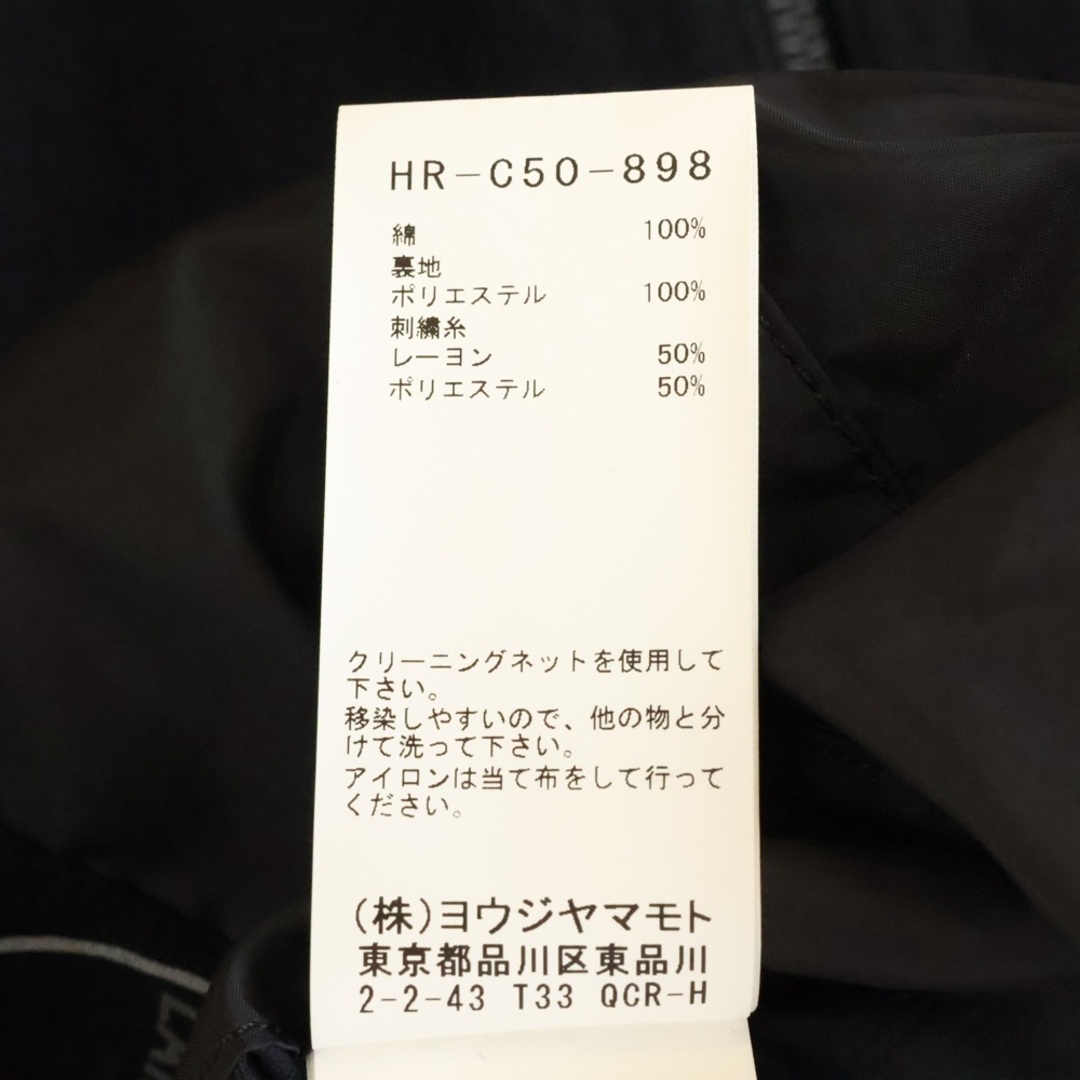 HR-C50-898
綿 100%
裏地
ポリエステル 100%
刺繍糸
レーヨン 50%
ポリエステル 50%
クリーニングネットを使用して
下さい。
移染しやすいので、他の物と分
けて洗って下さい。
アイロンは当て布をして行って
ください。
(株)ヨウジヤマモト
東京都品川区東品川
2-2-43 T33 QCR-H